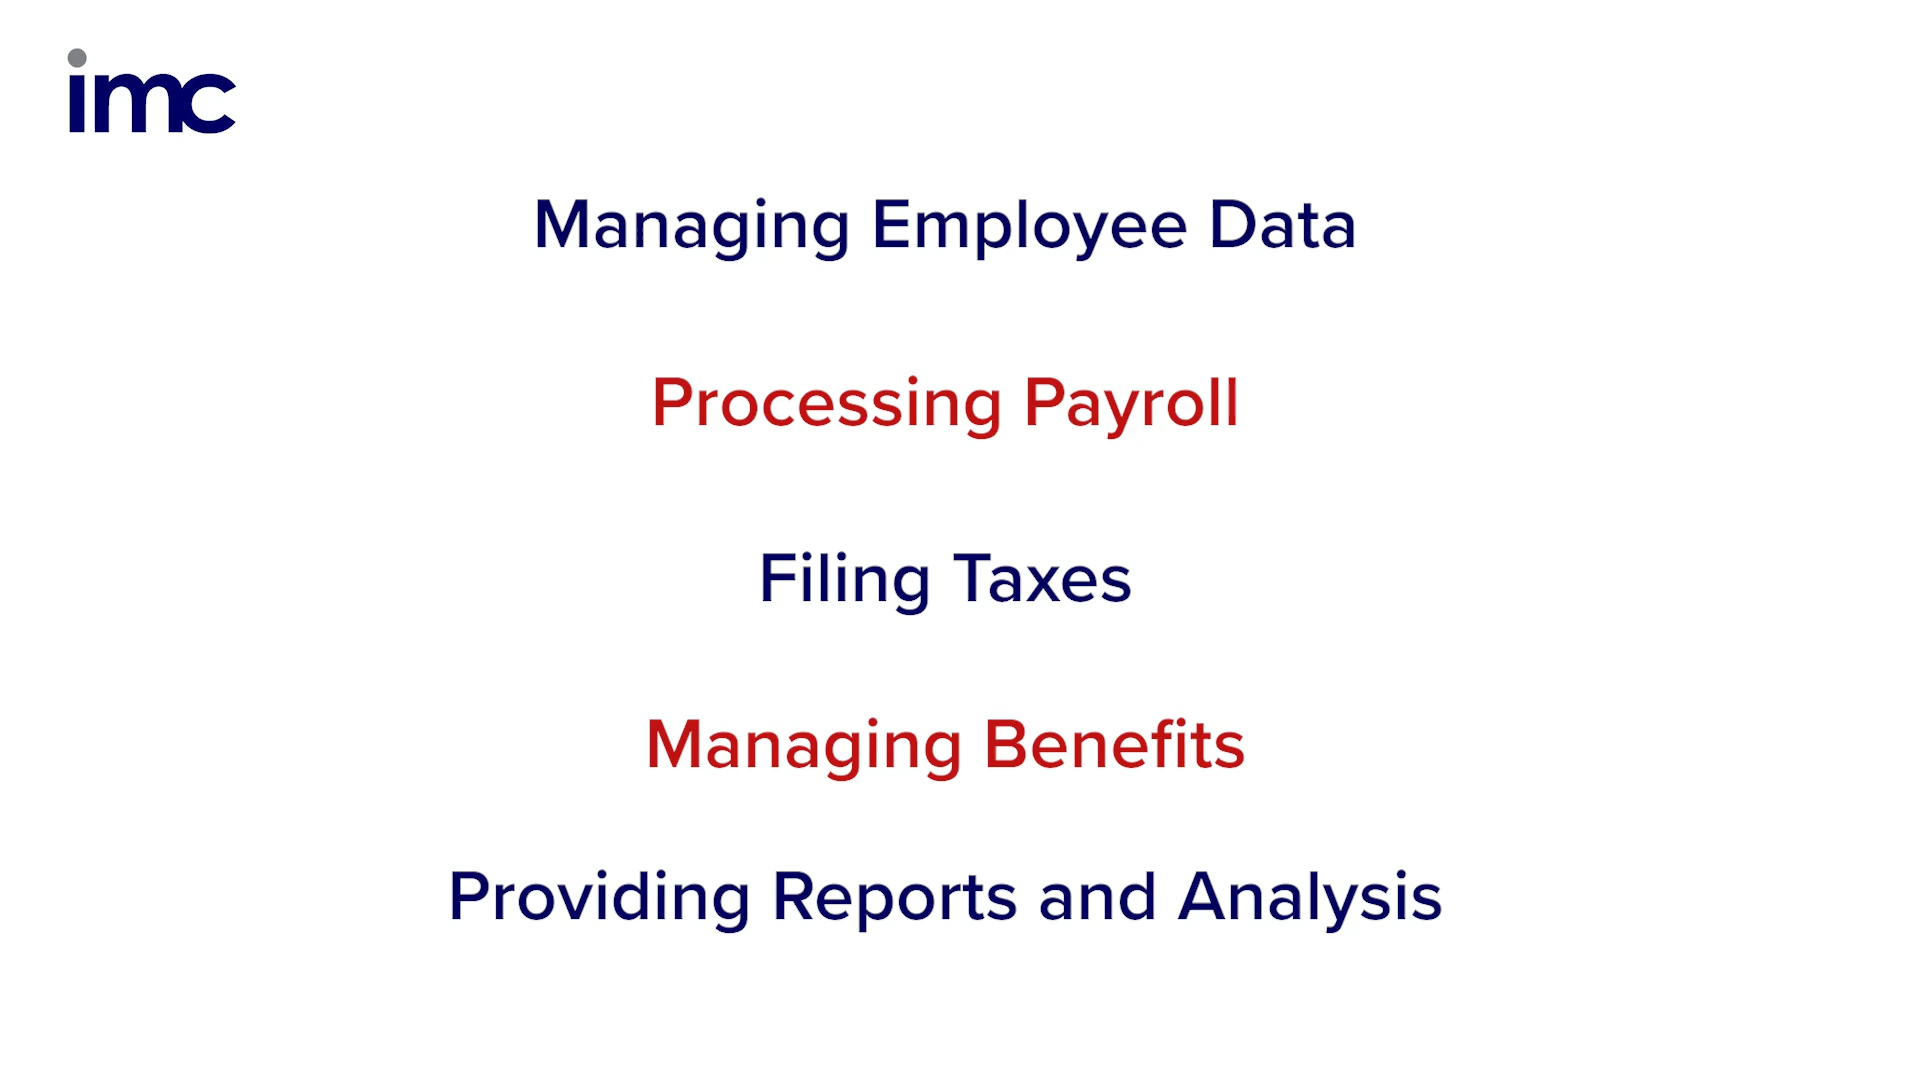 imc
Managing Employee Data
Processing Payroll
Filing Taxes
Managing Benefits
Providing Reports and Analysis